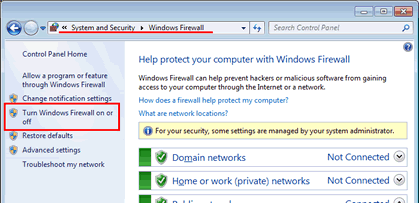 « System and Security ▸ Windows Firewall
Search Control Panel
Control Panel Home
Allow a program or feature
through Windows Firewall
Change notification settings
Turn Windows Firewall on or
off
Restore defaults
Advanced settings
Troubleshoot my network
Help protect your computer with Windows Firewall
Windows Firewall can help prevent hackers or malicious software from gaining
access to your computer through the Internet or a network.
How does a firewall help protect my computer?
What are network locations?
For your security, some settings are managed by your system administrator.
Domain networks Not Connected
Home or work (private) networks Not Connected